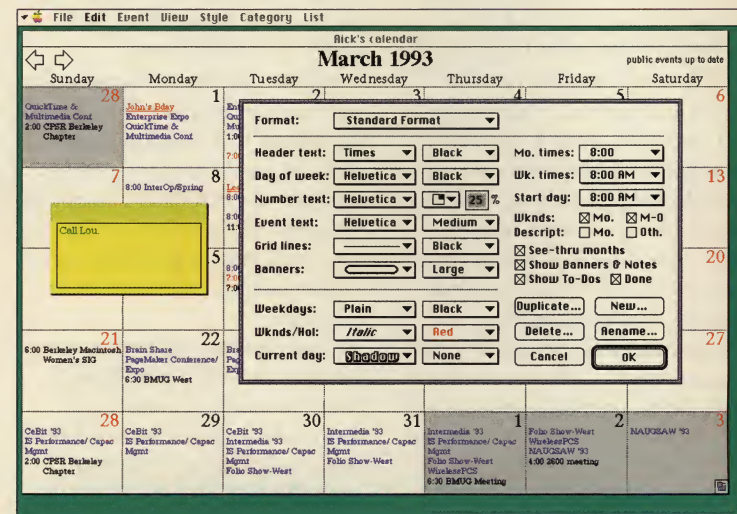 File Edit Event View Style Category List
Rick's calendar
March 1993
public events up to date
Sunday Monday Tuesday Wednesday Thursday Friday Saturday
28 1 2 3 4 5 6
QuickTime &
Multimedia Conf
2:00 CPSR Berkeley
Chapter
John's Bday
Enterprise Expo
QuickTime &
Multimedia Conf
7 8 13
8:00 InterOp/Spring
Call Lou.
5 20
21 22 27
6:00 Berkeley Macintosh
Women's SIG
Brain Share
PageMaker Conference/
Expo
6:30 BMUG West
Format: Standard Format
Header text: Times Black Mo. times: 8:00
Day of week: Helvetica Black Wk. times: 8:00 AM
Number text: Helvetica 25 % Start day: 8:00 AM
Event text: Helvetica Medium Wknds: Mo. M-O
Descript: Mo. Oth.
Grid lines: Black See-thru months
Banners: Large Show Banners & Notes
Show To-Dos Done
Weekdays: Plain Black Duplicate... New...
Wknds/Hol: Italic Red Delete... Rename...
Current day: Shadow None Cancel OK
28 29 30 31 1 2 3
CeBit '93
IS Performance/ Capac
Mgmt
2:00 CPSR Berkeley
Chapter
CeBit '93
IS Performance/ Capac
Mgmt
CeBit '93
Intermedia '93
IS Performance/ Capac
Mgmt
Folio Show-West
Intermedia '93
IS Performance/ Capac
Mgmt
Folio Show-West
Intermedia '93
IS Performance/ Capac
Mgmt
Folio Show-West
WirelessPCS
6:30 BMUG Meeting
Folio Show-West
WirelessPCS
NAUGSAW '93
4:00 2600 meeting
NAUGSAW '93